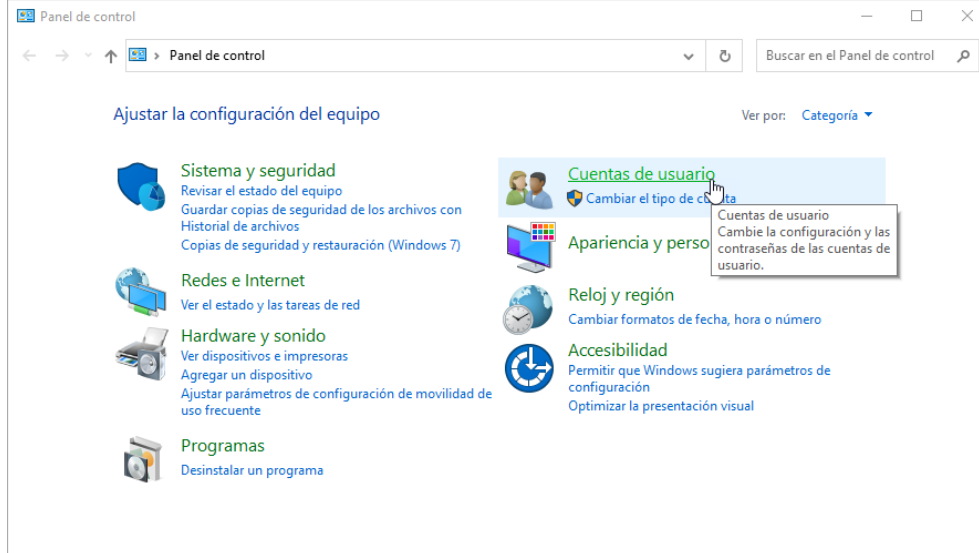 Panel de control
Panel de control
Buscar en el Panel de control
Ajustar la configuración del equipo
Ver por: Categoría
Sistema y seguridad
Revisar el estado del equipo
Guardar copias de seguridad de los archivos con
Historial de archivos
Copias de seguridad y restauración (Windows 7)
Redes e Internet
Ver el estado y las tareas de red
Hardware y sonido
Ver dispositivos e impresoras
Agregar un dispositivo
Ajustar parámetros de configuración de movilidad de
uso frecuente
Programas
Desinstalar un programa
Cuentas de usuario
Cambiar el tipo de
Cuentas de usuario
Cambie la configuración y las
contraseñas de las cuentas de
usuario.
Apariencia y
Reloj y región
Cambiar formatos de fecha, hora o número
Accesibilidad
Permitir que Windows sugiera parámetros de
configuración
Optimizar la presentación visual